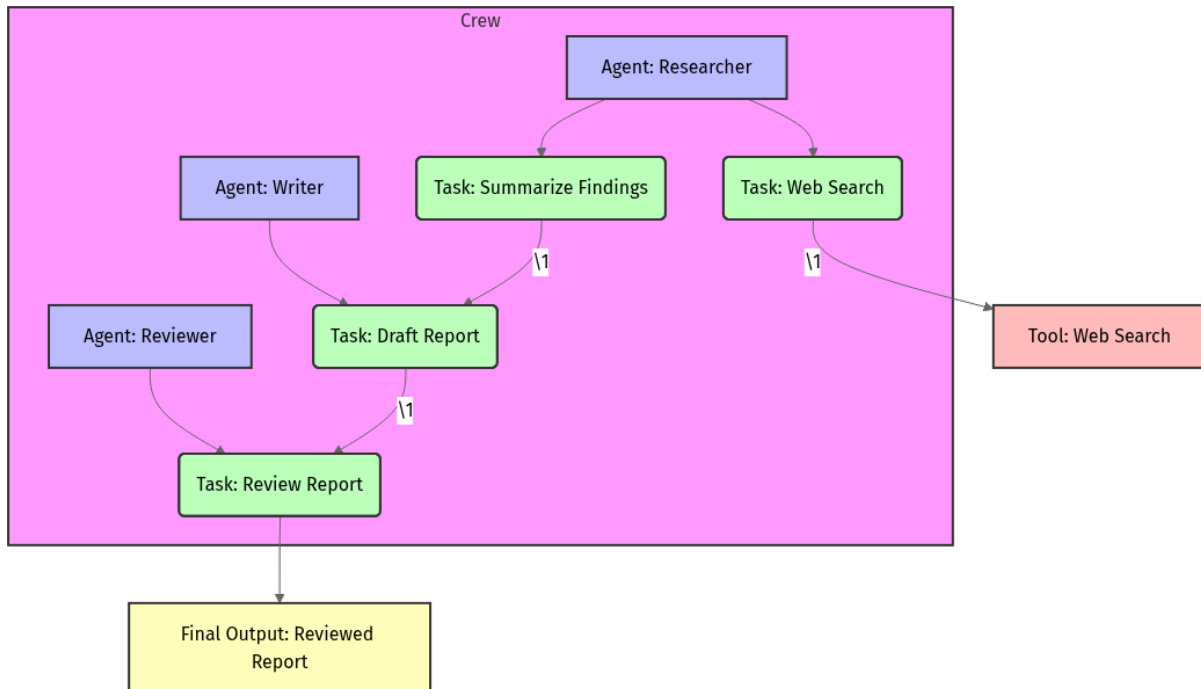 Crew
Agent: Researcher
Agent: Writer
Task: Summarize Findings
Task: Web Search
\1
\1
Agent: Reviewer
Task: Draft Report
Tool: Web Search
\1
Task: Review Report
Final Output: Reviewed
Report